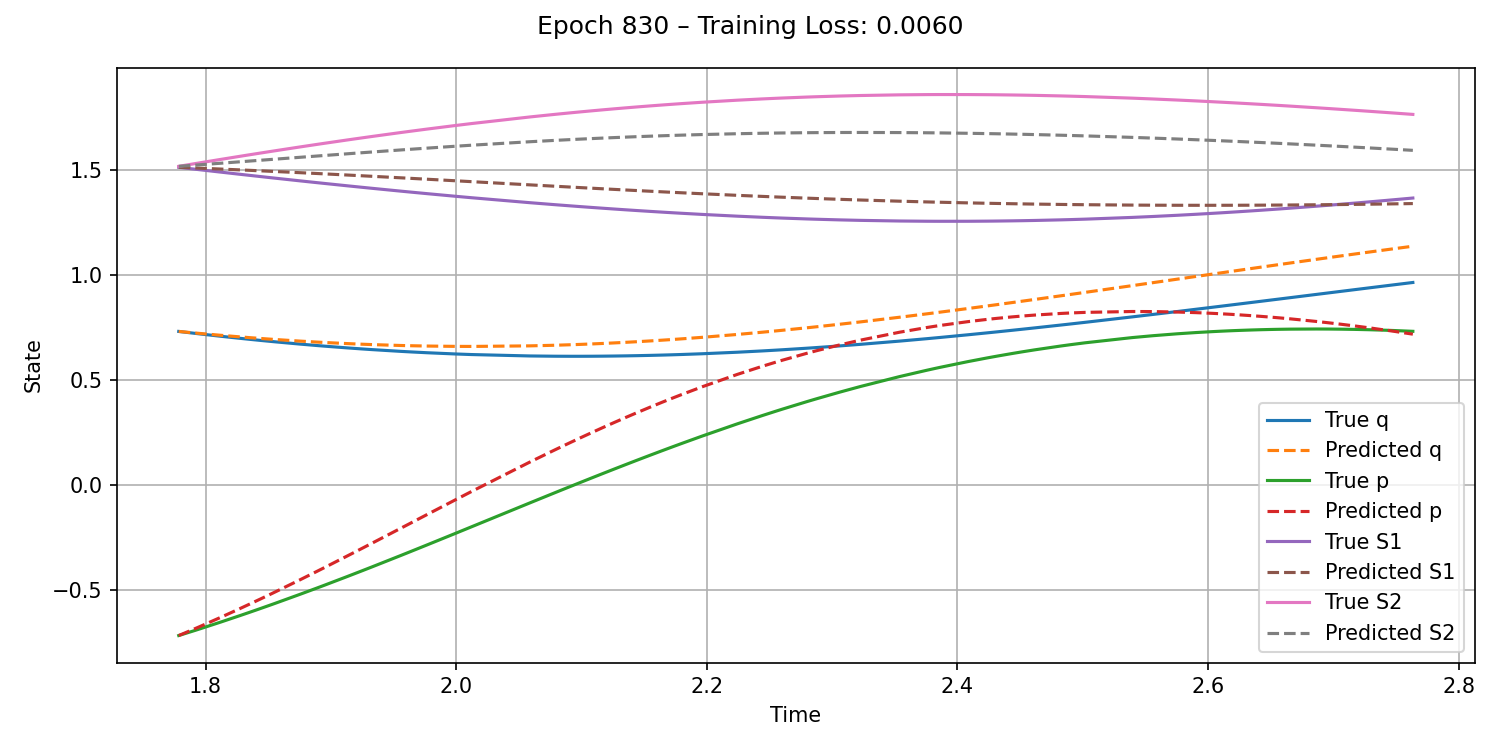 Epoch 830 – Training Loss: 0.0060
State
1.5
1.0
0.5
0.0
−0.5
1.8
2.0
2.2
2.4
2.6
2.8
Time
True q
Predicted q
True p
Predicted p
True S1
Predicted S1
True S2
Predicted S2